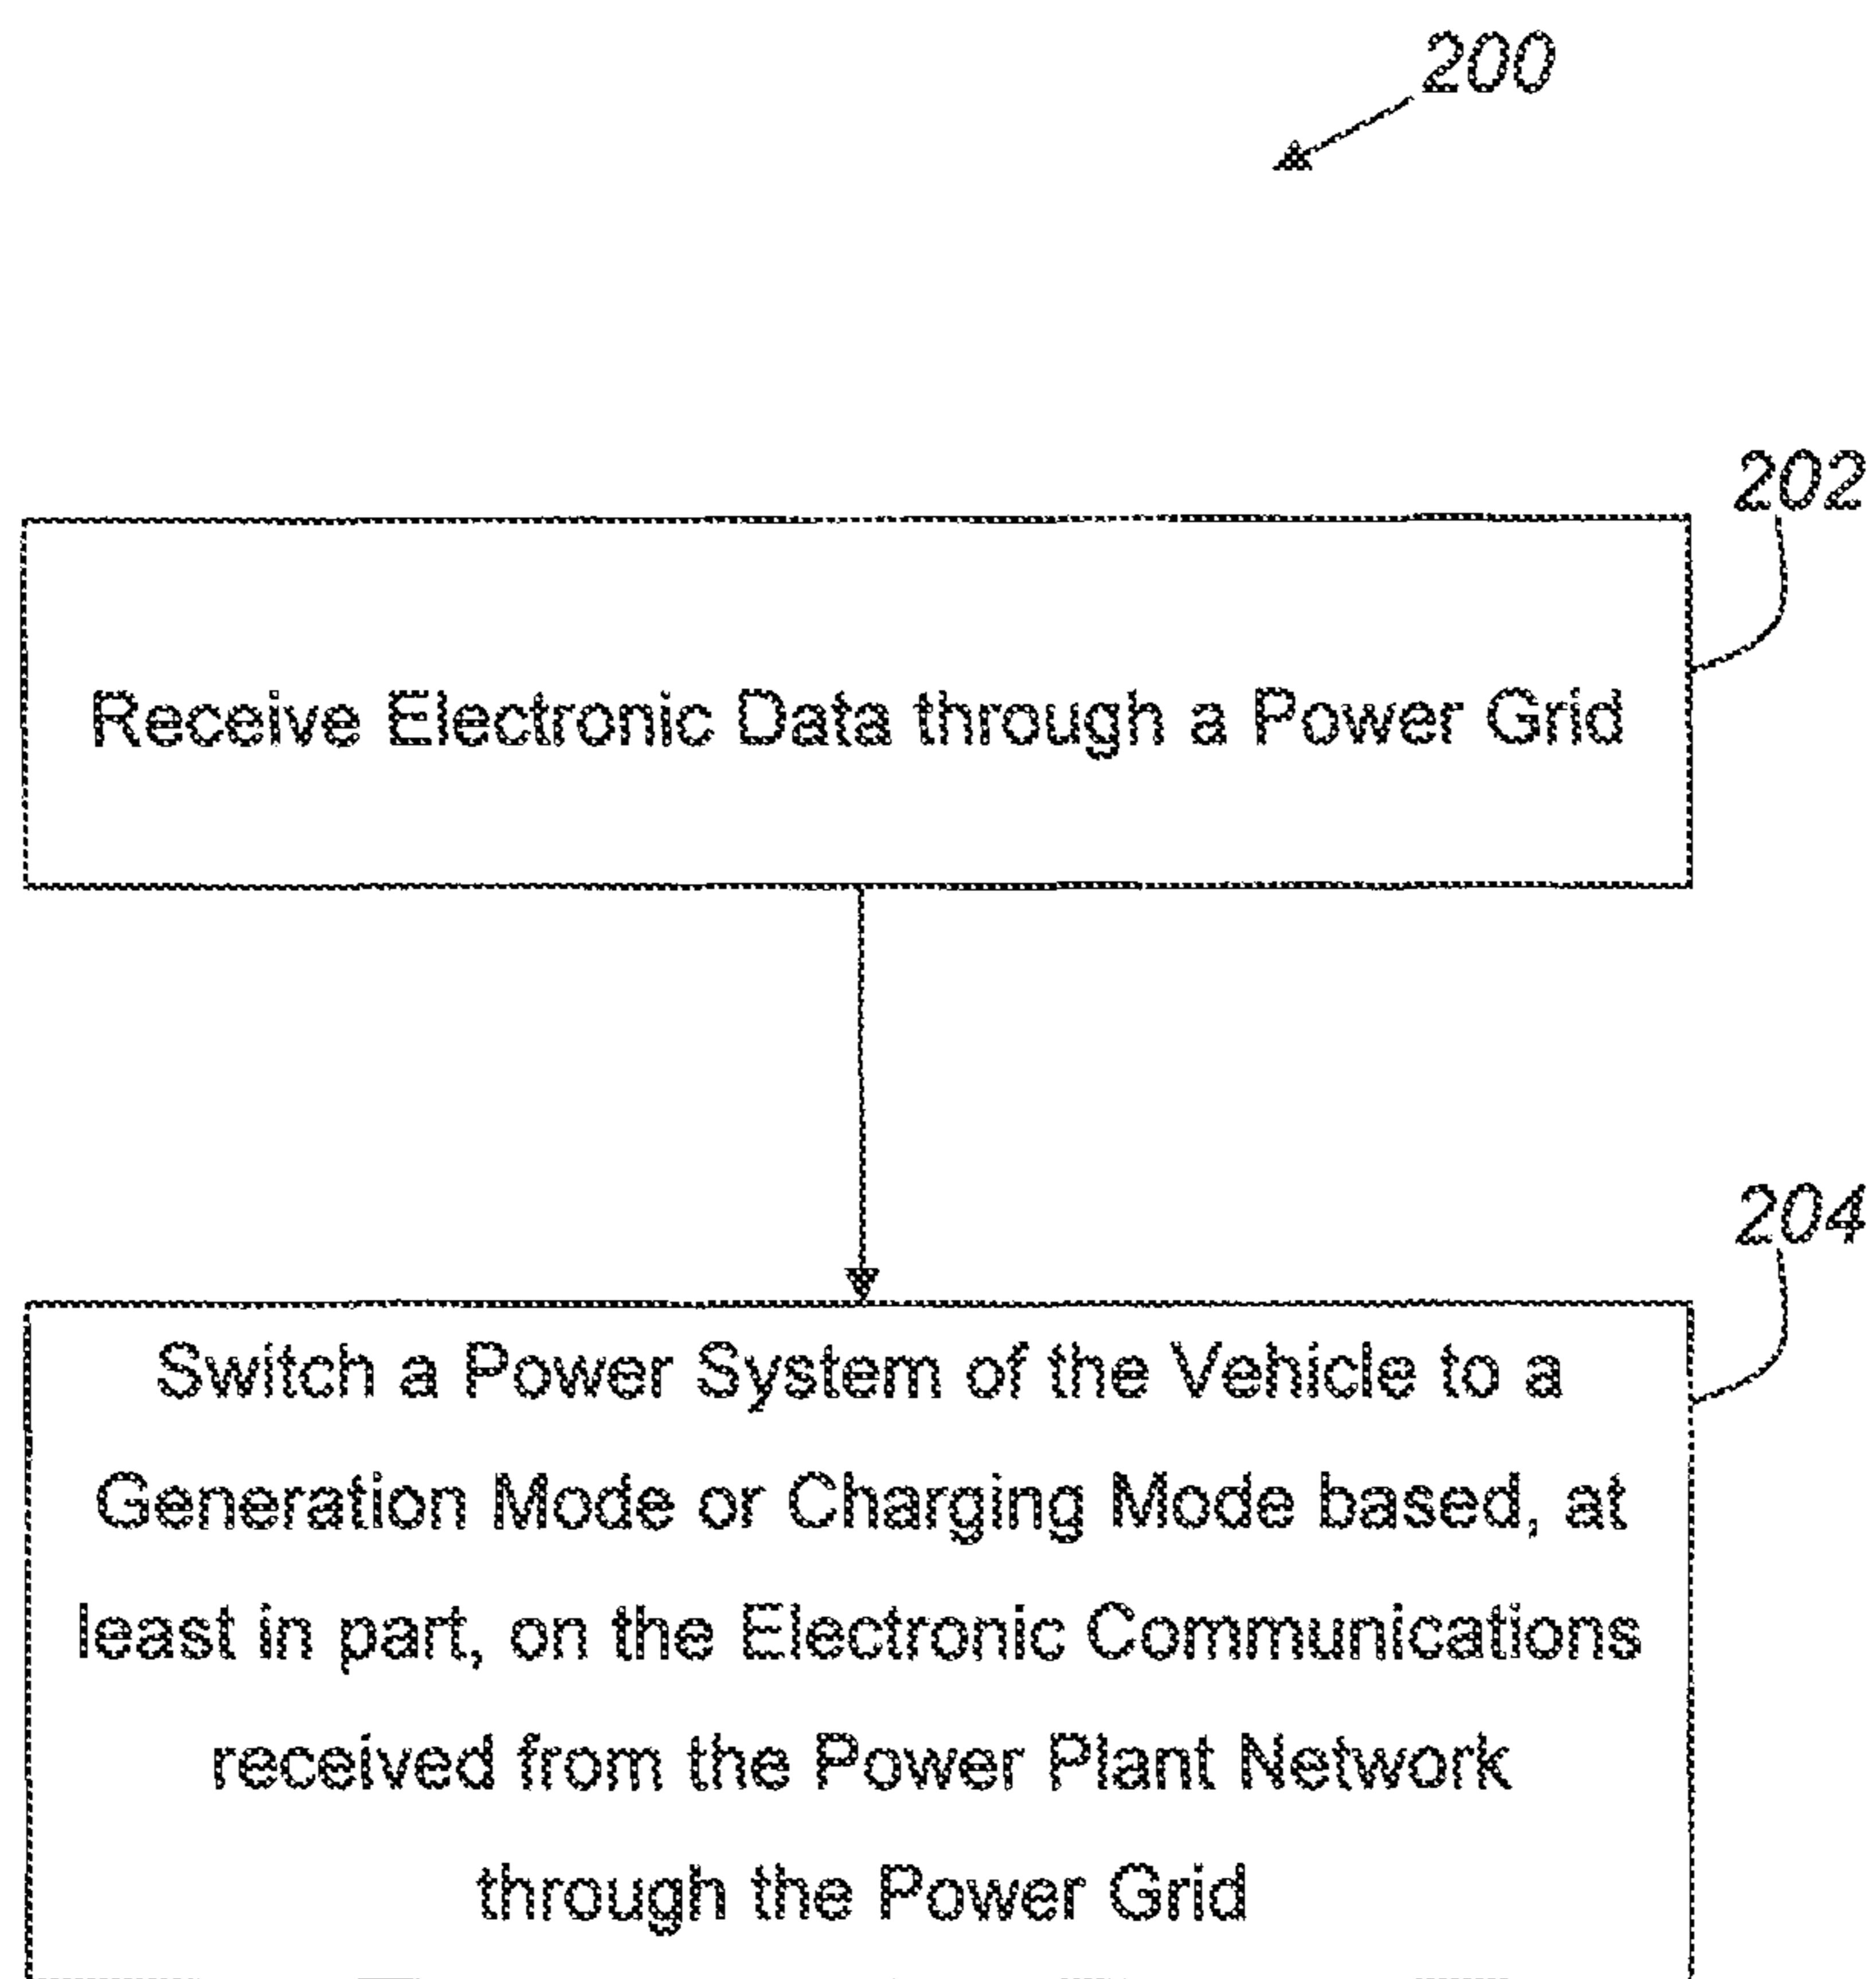 200
202
Receive Electronic Data through a Power Grid
204
Switch a Power System of the Vehicle to a
Generation Mode or Charging Mode based, at
least in part, on the Electronic Communications
received from the Power Plant Network
through the Power Grid